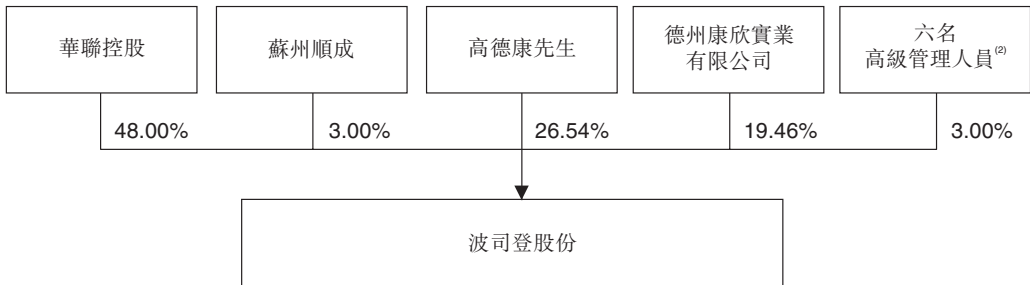 華聯控股
蘇州順成
高德康先生
德州康欣實業
有限公司
六名
高級管理人員(2)
48.00%
3.00%
26.54%
19.46%
3.00%
波司登股份